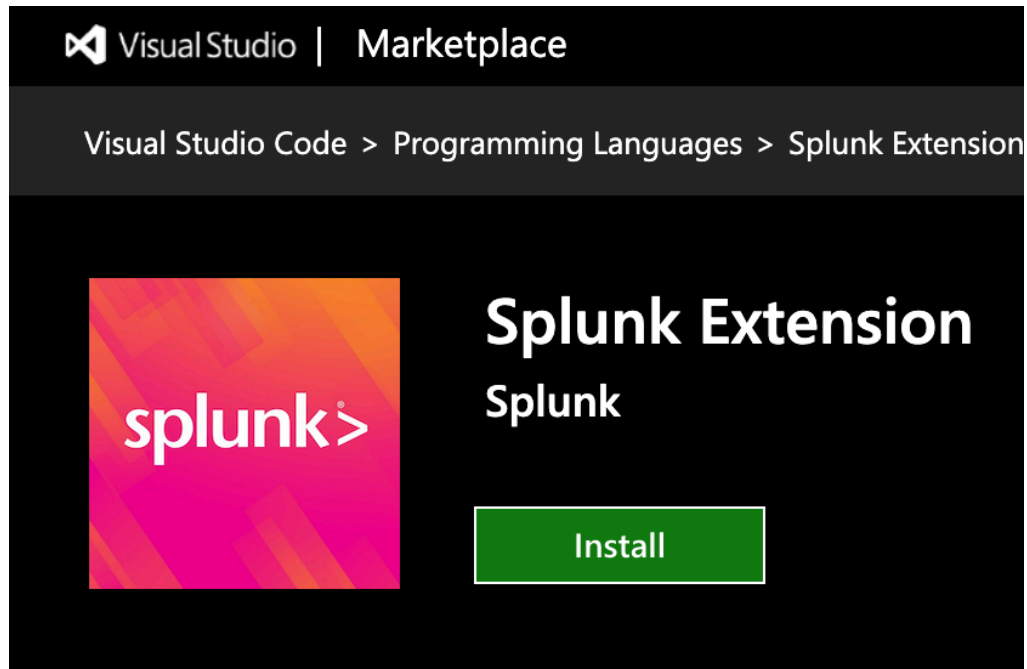 Visual Studio | Marketplace
Visual Studio Code > Programming Languages > Splunk Extension
splunk>®
Splunk Extension
Splunk
Install